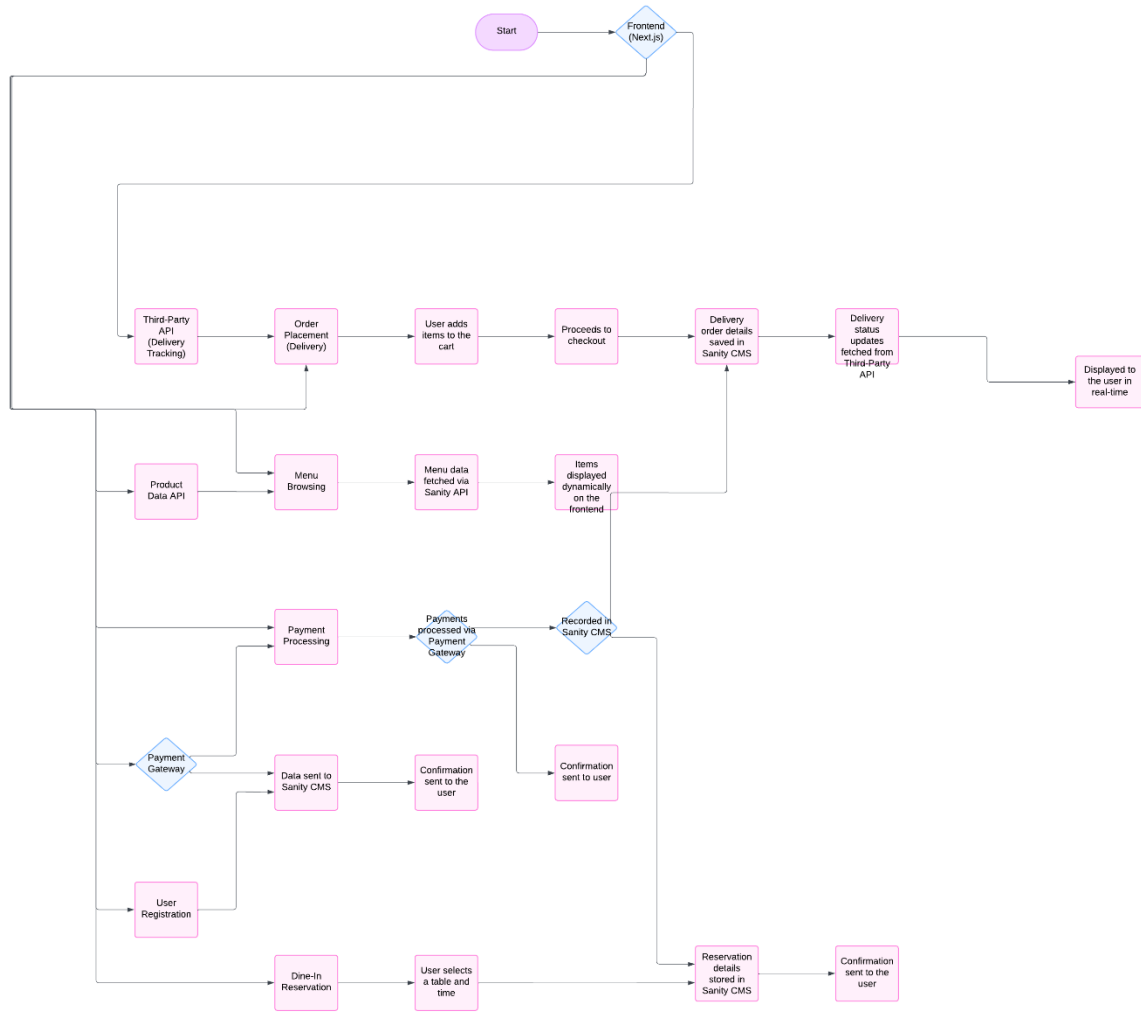 Start
Frontend
(Next.js)
Third-Party
API
(Delivery
Tracking)
Order
Placement
(Delivery)
User adds
items to the
cart
Proceeds to
checkout
Delivery
order details
saved in
Sanity CMS
Delivery
status
updates
fetched from
Third-Party
API
Displayed to
the user in
real-time
Product
Data API
Menu
Browsing
Menu data
fetched via
Sanity API
Items
displayed
dynamically
on the
frontend
Payment
Processing
Payments
processed via
Payment
Gateway
Recorded in
Sanity CMS
Payment
Gateway
Data sent to
Sanity CMS
Confirmation
sent to the
user
Confirmation
sent to user
User
Registration
Dine-In
Reservation
User selects
a table and
time
Reservation
details
stored in
Sanity CMS
Confirmation
sent to the
user